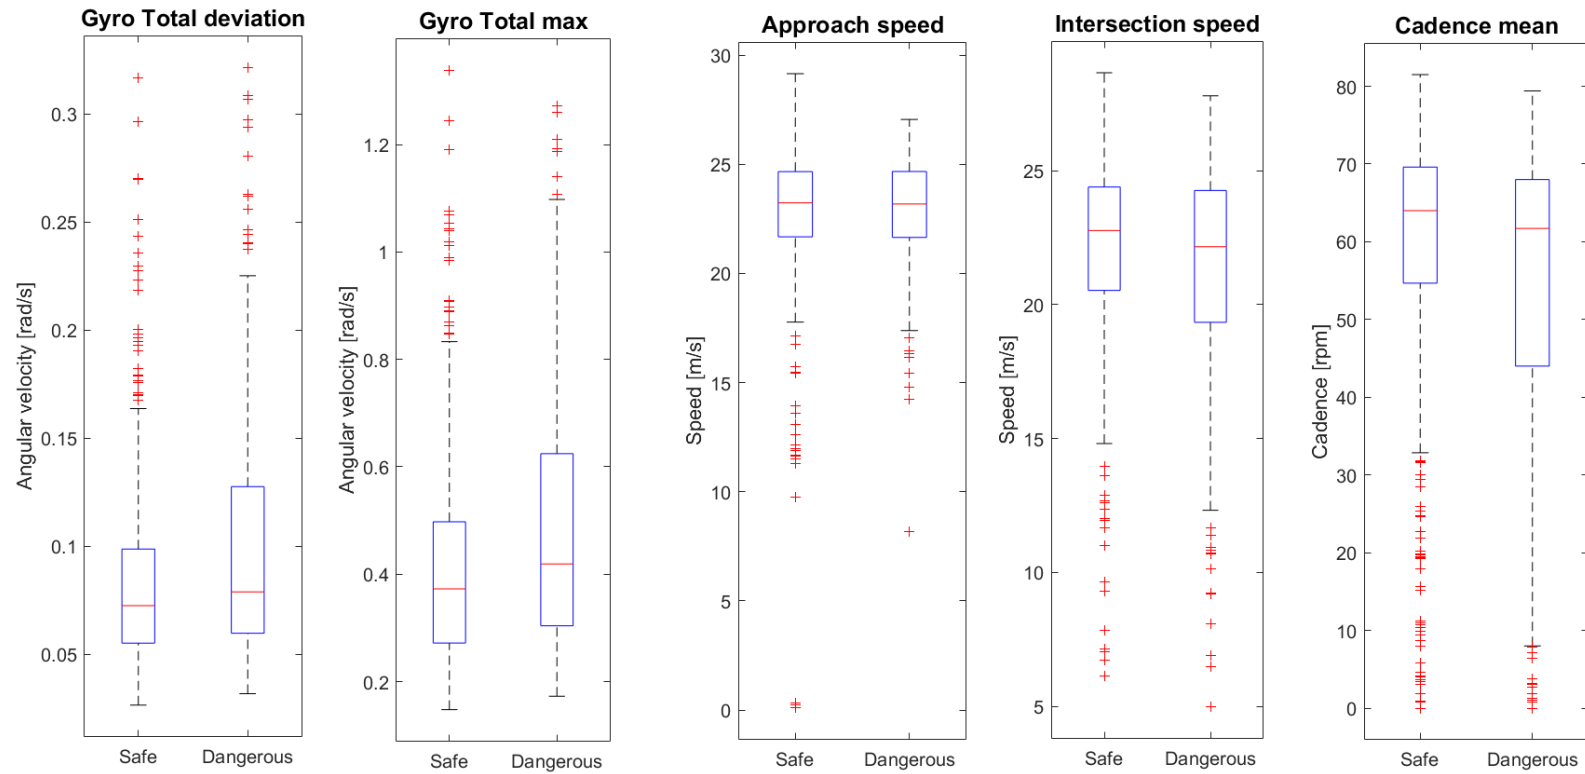 Gyro Total deviation
Angular velocity [rad/s]
0.3
0.25
0.2
0.15
0.1
0.05
Safe Dangerous
Gyro Total max
Angular velocity [rad/s]
1.2
1
0.8
0.6
0.4
0.2
Safe Dangerous
Approach speed
Speed [m/s]
30
25
20
15
10
5
0
Safe Dangerous
Intersection speed
Speed [m/s]
25
20
15
10
5
Safe Dangerous
Cadence mean
Cadence [rpm]
80
70
60
50
40
30
20
10
0
Safe Dangerous